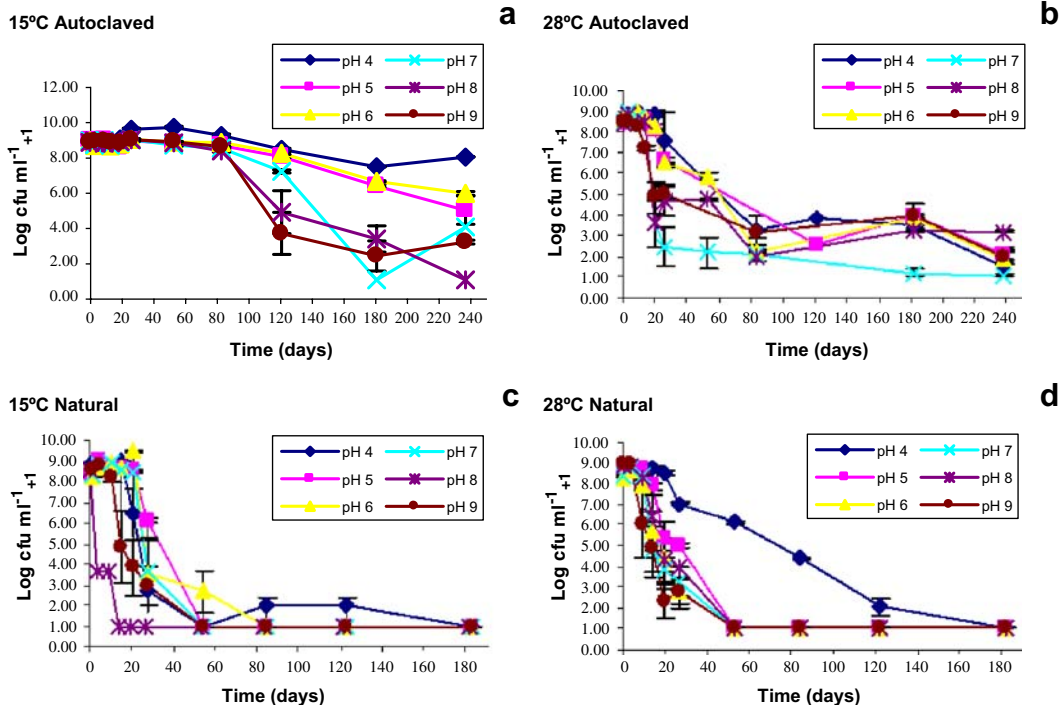 15ºC Autoclaved
a
pH 4
pH 7
pH 5
pH 8
pH 6
pH 9
12.00
10.00
8.00
6.00
4.00
2.00
0.00
Log cfu ml⁻¹ +1
0 20 40 60 80 100 120 140 160 180 200 220 240
Time (days)
28ºC Autoclaved
b
pH 4
pH 7
pH 5
pH 8
pH 6
pH 9
10.00
9.00
8.00
7.00
6.00
5.00
4.00
3.00
2.00
1.00
0.00
Log cfu ml⁻¹ +1
0 20 40 60 80 100 120 140 160 180 200 220 240
Time (days)
15ºC Natural
c
pH 4
pH 7
pH 5
pH 8
pH 6
pH 9
10.00
9.00
8.00
7.00
6.00
5.00
4.00
3.00
2.00
1.00
0.00
Log cfu ml⁻¹ +1
0 20 40 60 80 100 120 140 160 180
Time (days)
28ºC Natural
d
pH 4
pH 7
pH 5
pH 8
pH 6
pH 9
10.00
9.00
8.00
7.00
6.00
5.00
4.00
3.00
2.00
1.00
0.00
Log cfu ml⁻¹ +1
0 20 40 60 80 100 120 140 160 180
Time (days)